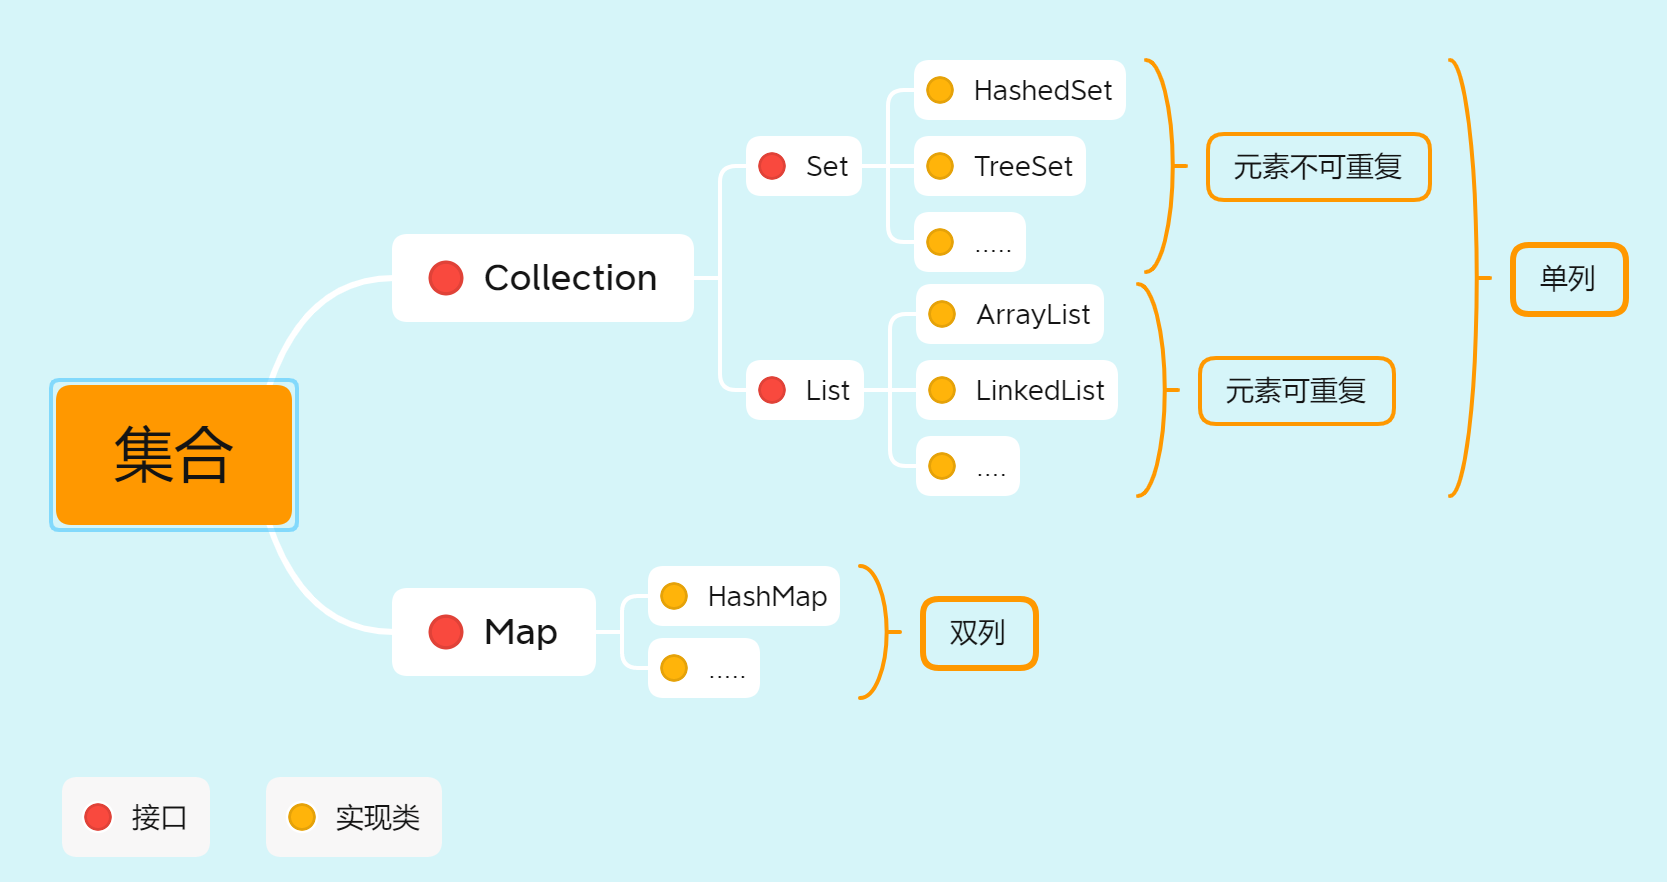 集合
Collection
Set
HashedSet
TreeSet
.....
元素不可重复
List
ArrayList
LinkedList
....
元素可重复
单列
Map
HashMap
.....
双列
接口
实现类